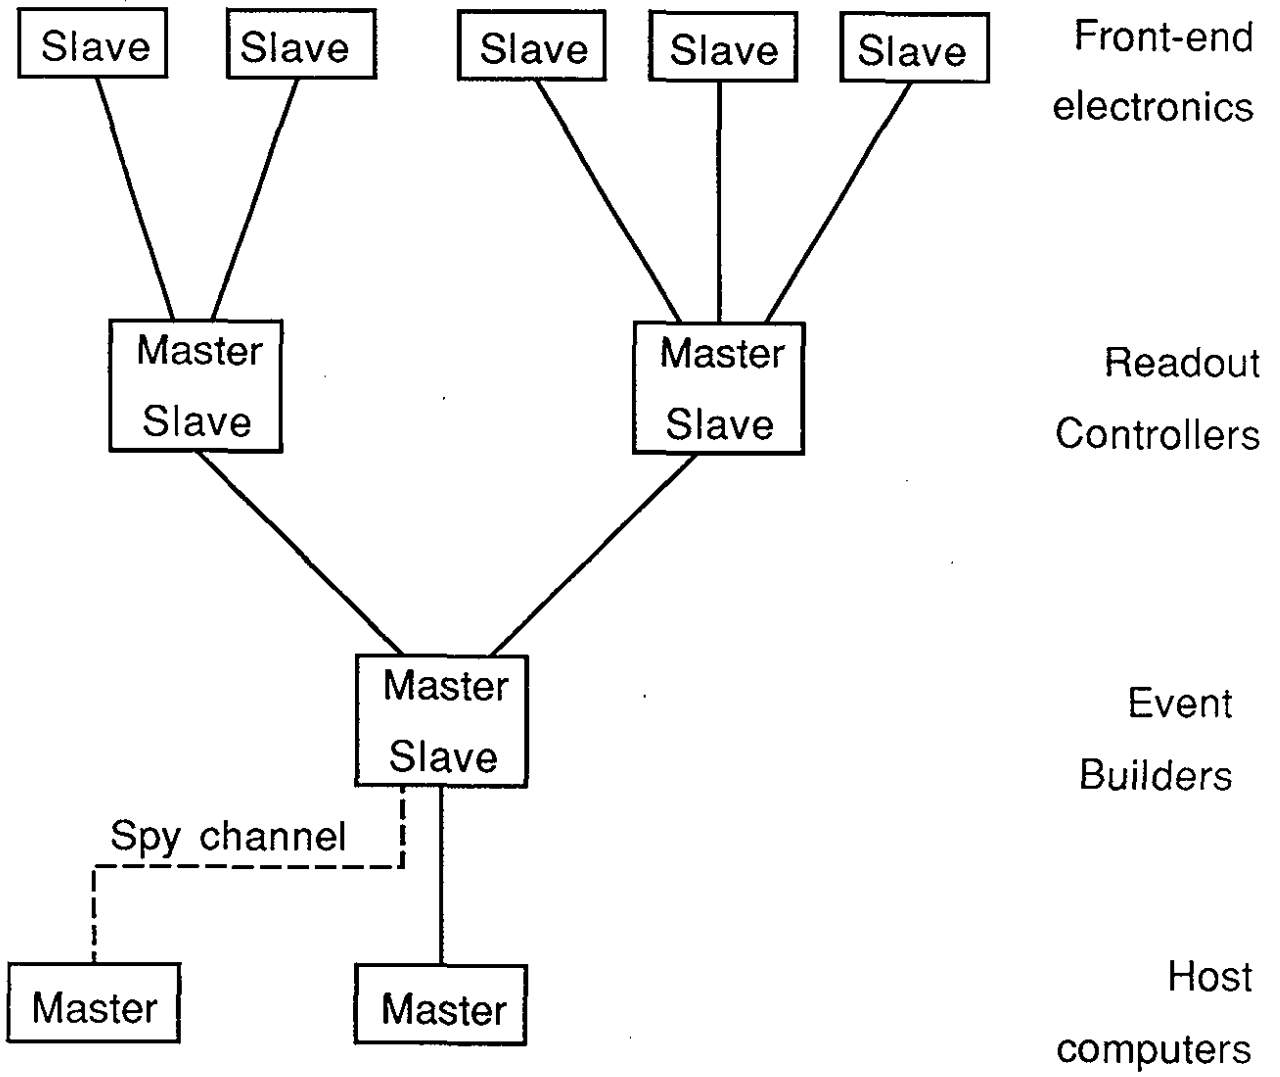 Slave Slave Slave Slave Slave Front-end
electronics
Master Master Readout
Slave Slave Controllers
Master Event
Slave Builders
Spy channel
Master Master Host
computers